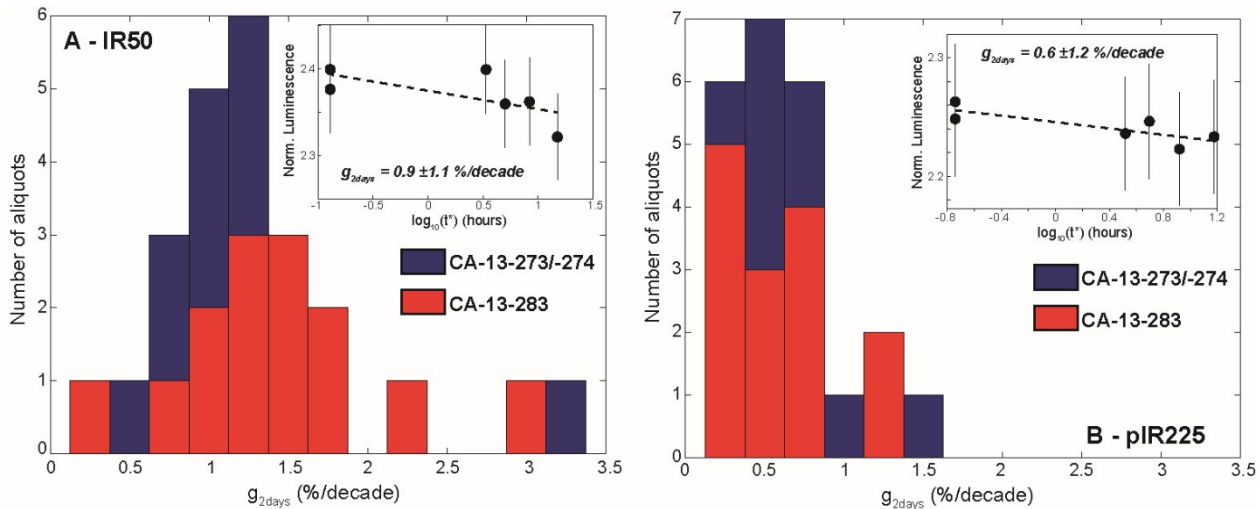 A - IR50
Number of aliquots
6
5
4
3
2
1
0
0
0.5
1
1.5
2
2.5
3
3.5
g2days (%/decade)
Norm. Luminescence
2.4
2.3
g2days = 0.9 ±1.1 %/decade
-1
-0.5
0
0.5
1
1.5
log10(t*) (hours)
CA-13-273/-274
CA-13-283
B - pIR225
Number of aliquots
7
6
5
4
3
2
1
0
0
0.5
1
1.5
2
2.5
3
3.5
g2days (%/decade)
Norm. Luminescence
2.3
2.2
g2days = 0.6 ±1.2 %/decade
-0.8
-0.4
0
0.4
0.8
1.2
log10(t*) (hours)
CA-13-273/-274
CA-13-283